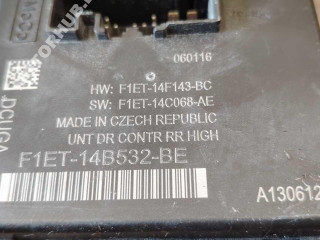 060116
HW: F1ET-14F143-BC
SW: F1ET-14C068-AE
MADE IN CZECH REPUBLIC
UNT DR CONTR RR HIGH
F1ET-14B532-BE
A130612
DCUGA